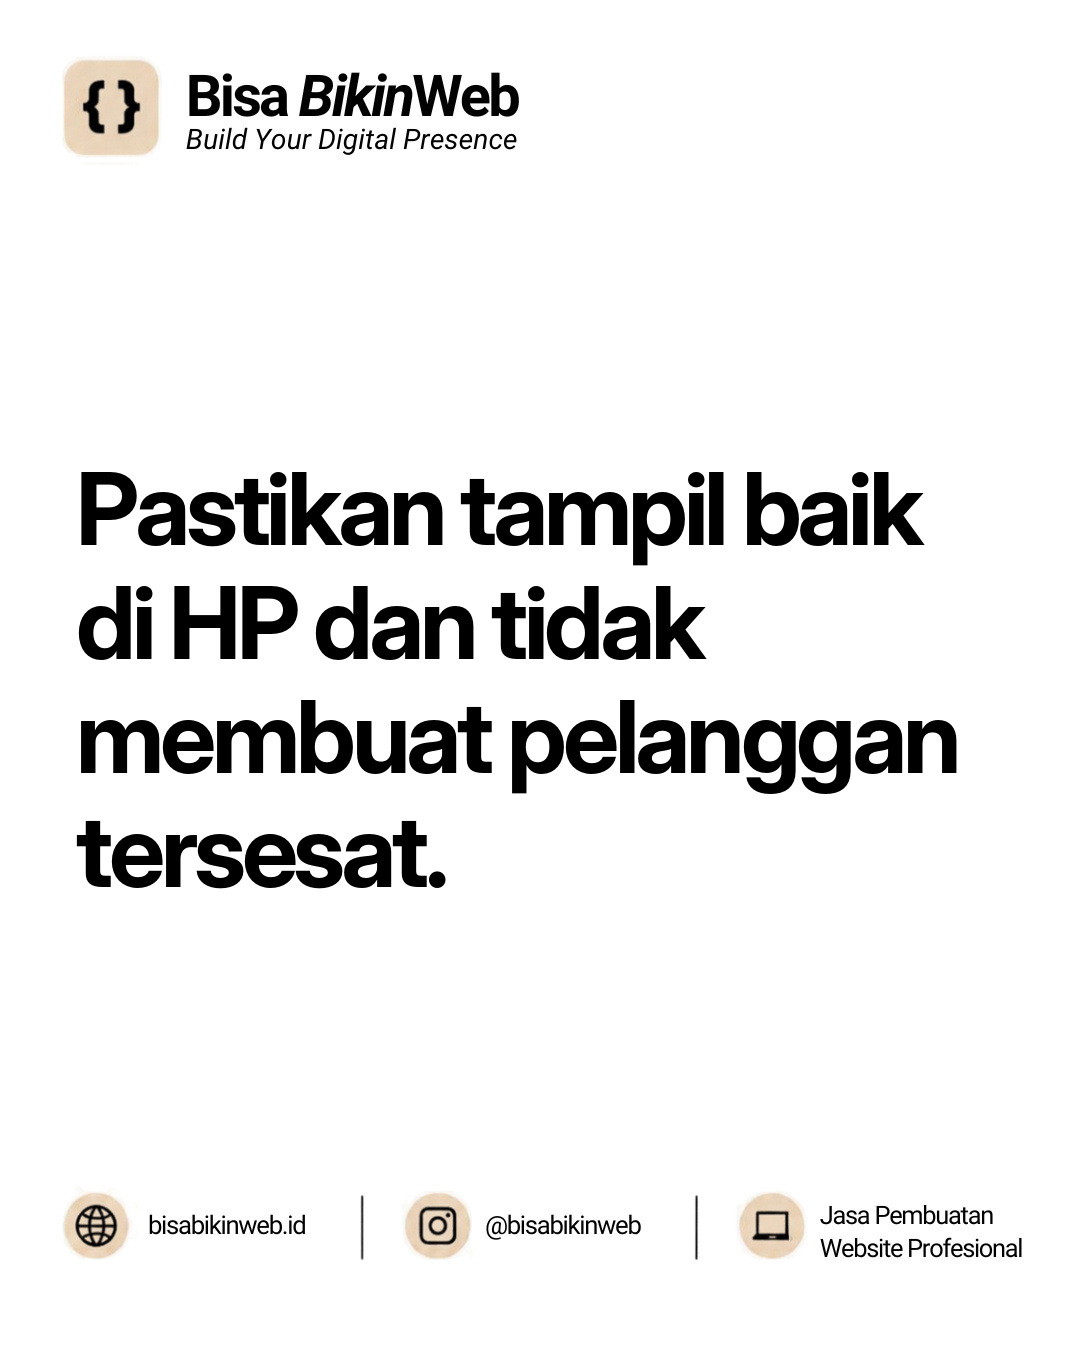 { }
Bisa BikinWeb
Build Your Digital Presence
Pastikan tampil baik
di HP dan tidak
membuat pelanggan
tersesat.
bisabikinweb.id
@bisabikinweb
Jasa Pembuatan
Website Profesional